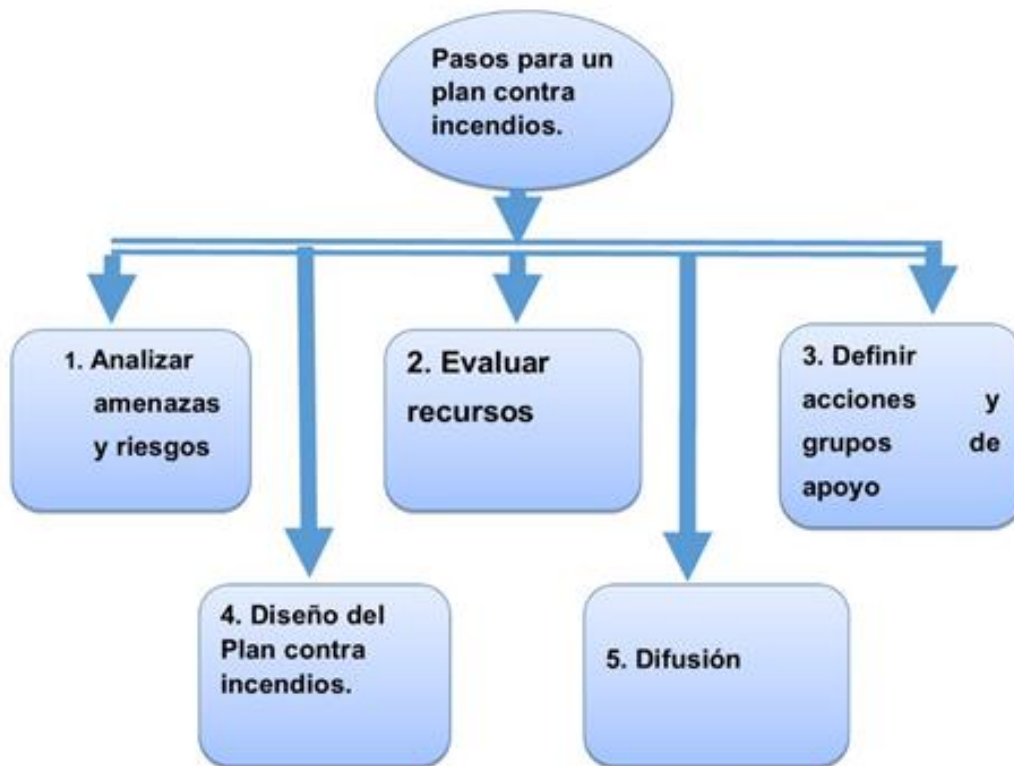 Pasos para un
plan contra
incendios.
1. Analizar
amenazas
y riesgos
2. Evaluar
recursos
3. Definir
acciones y
grupos de
apoyo
4. Diseño del
Plan contra
incendios.
5. Difusión